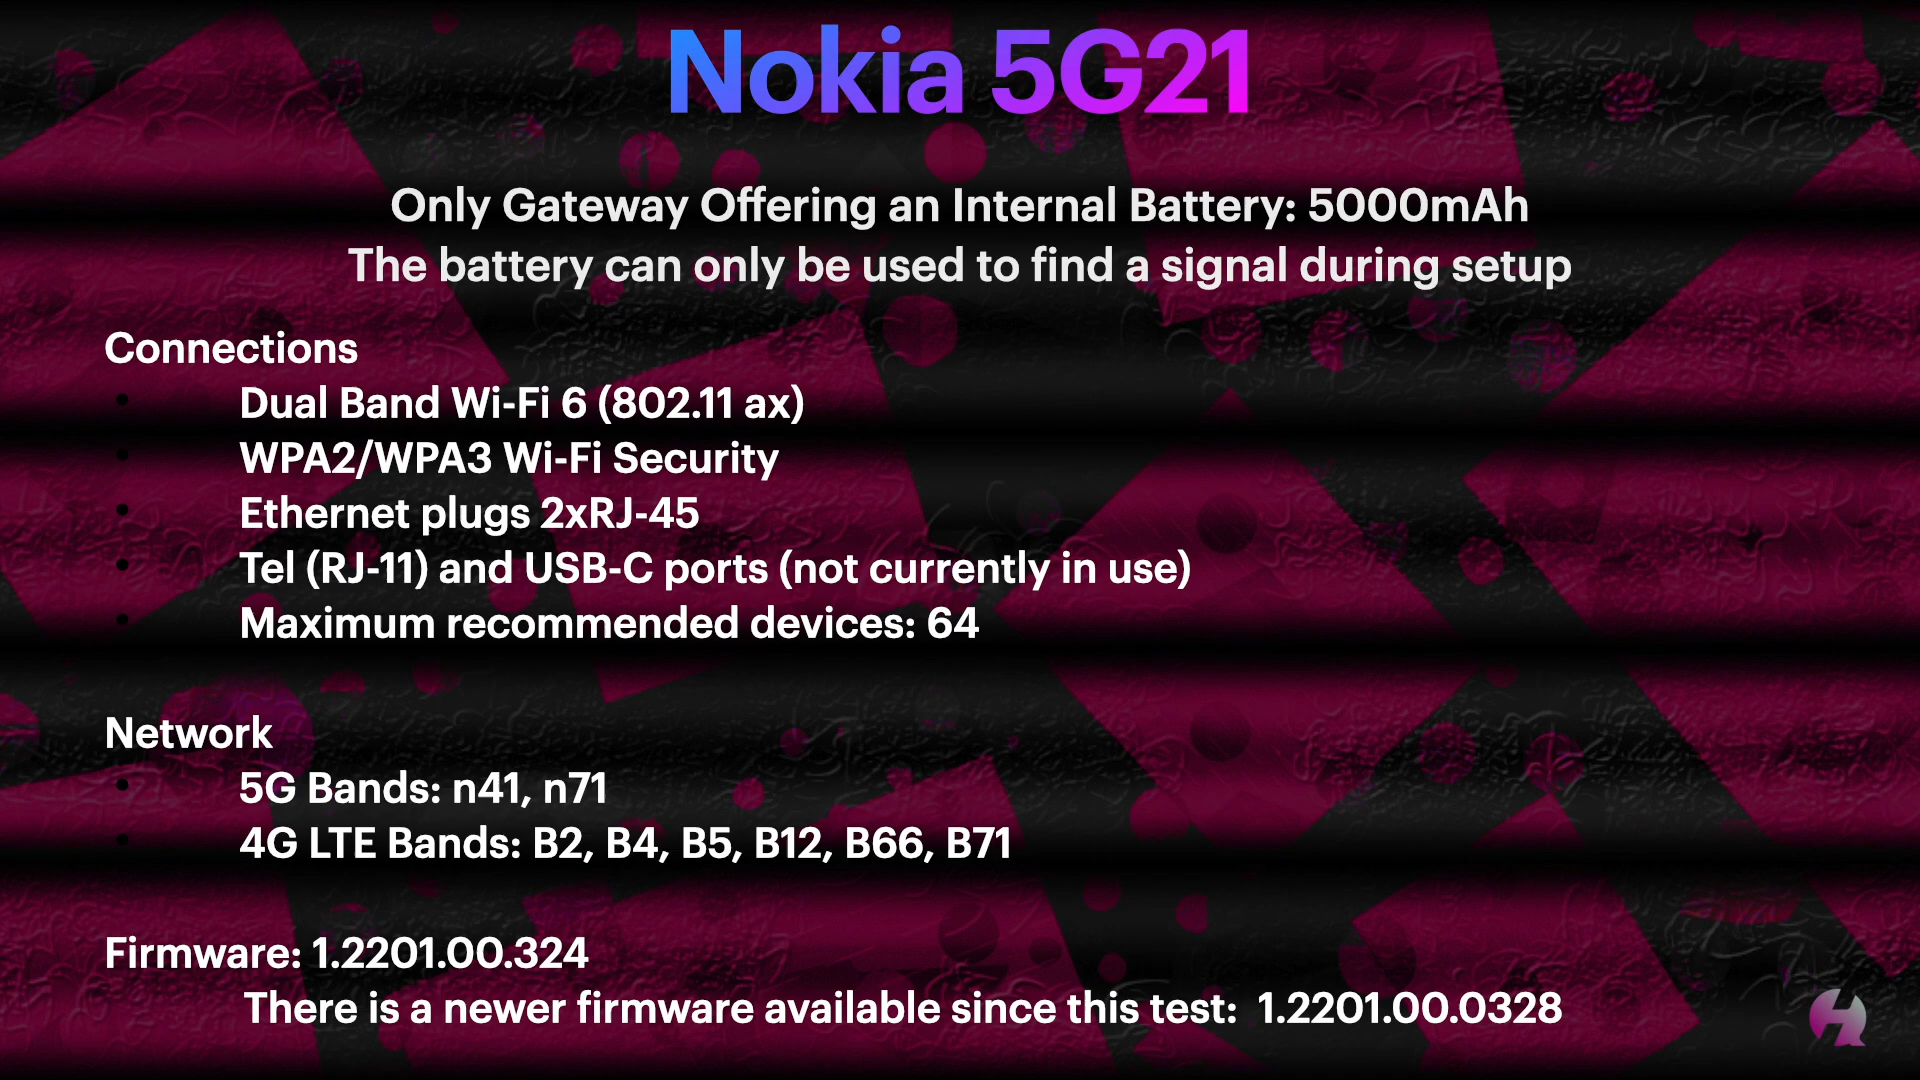 Nokia 5G21
Only Gateway Offering an Internal Battery: 5000mAh
The battery can only be used to find a signal during setup
Connections
• Dual Band Wi-Fi 6 (802.11 ax)
• WPA2/WPA3 Wi-Fi Security
• Ethernet plugs 2xRJ-45
• Tel (RJ-11) and USB-C ports (not currently in use)
• Maximum recommended devices: 64
Network
• 5G Bands: n41, n71
• 4G LTE Bands: B2, B4, B5, B12, B66, B71
Firmware: 1.2201.00.324
There is a newer firmware available since this test: 1.2201.00.0328